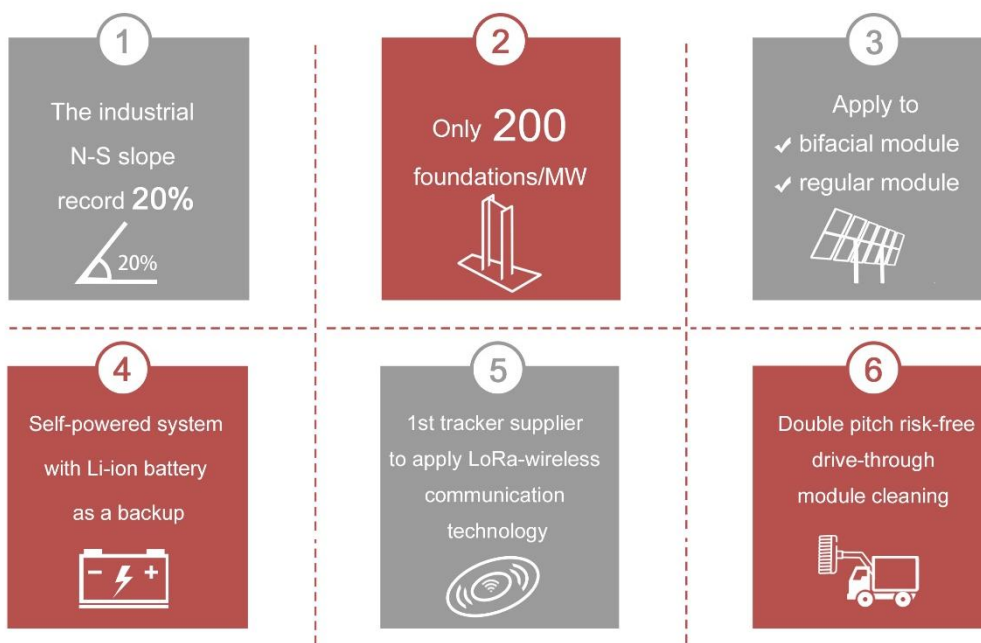 1
The industrial
N-S slope
record 20%
20%
2
Only 200
foundations/MW
3
Apply to
✓ bifacial module
✓ regular module
4
Self-powered system
with Li-ion battery
as a backup
5
1st tracker supplier
to apply LoRa-wireless
communication
technology
6
Double pitch risk-free
drive-through
module cleaning